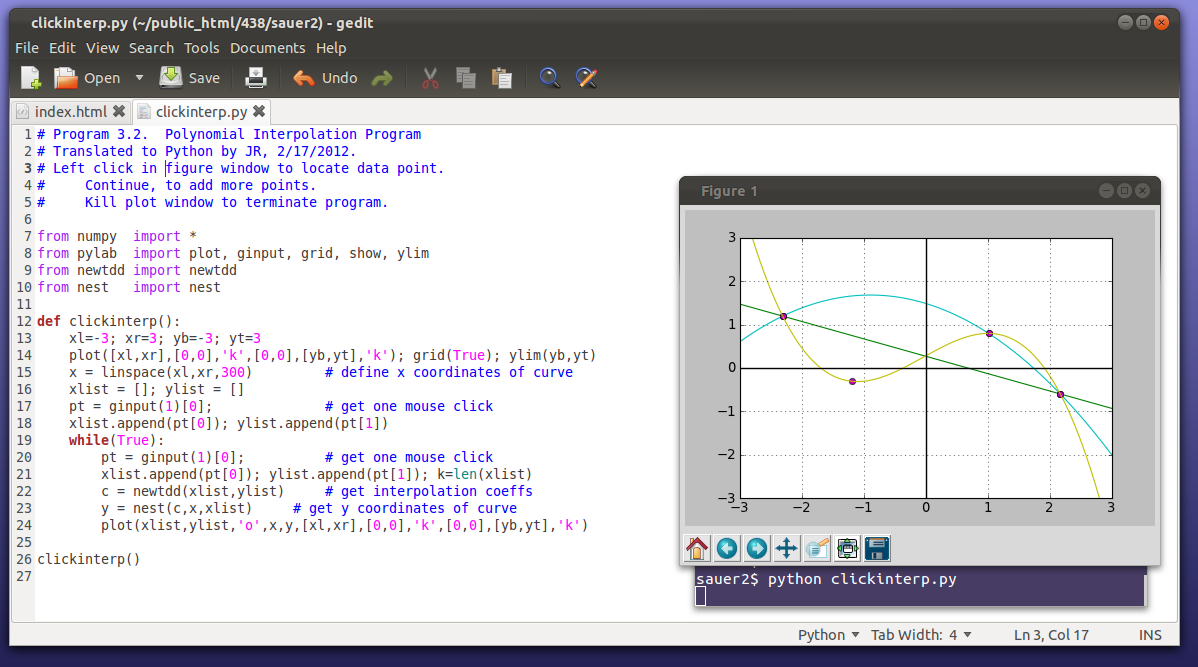 clickinterp.py (~/public_html/438/sauer2) - gedit
File Edit View Search Tools Documents Help
Open Save Undo
index.html clickinterp.py
1 # Program 3.2.  Polynomial Interpolation Program
2 # Translated to Python by JR, 2/17/2012.
3 # Left click in figure window to locate data point.
4 #     Continue, to add more points.
5 #     Kill plot window to terminate program.
6
7 from numpy  import *
8 from pylab  import plot, ginput, grid, show, ylim
9 from newtdd import newtdd
10 from nest   import nest
11
12 def clickinterp():
13     xl=-3; xr=3; yb=-3; yt=3
14     plot([xl,xr],[0,0],'k',[0,0],[yb,yt],'k'); grid(True); ylim(yb,yt)
15     x = linspace(xl,xr,300)         # define x coordinates of curve
16     xlist = []; ylist = []
17     pt = ginput(1)[0];              # get one mouse click
18     xlist.append(pt[0]); ylist.append(pt[1])
19     while(True):
20         pt = ginput(1)[0];          # get one mouse click
21         xlist.append(pt[0]); ylist.append(pt[1]); k=len(xlist)
22         c = newtdd(xlist,ylist)     # get interpolation coeffs
23         y = nest(c,x,xlist)     # get y coordinates of curve
24         plot(xlist,ylist,'o',x,y,[xl,xr],[0,0],'k',[0,0],[yb,yt],'k')
25
26 clickinterp()
27
Figure 1
3
2
1
0
−1
−2
−3
−3 −2 −1 0 1 2 3
sauer2$ python clickinterp.py
Python Tab Width: 4 Ln 3, Col 17 INS